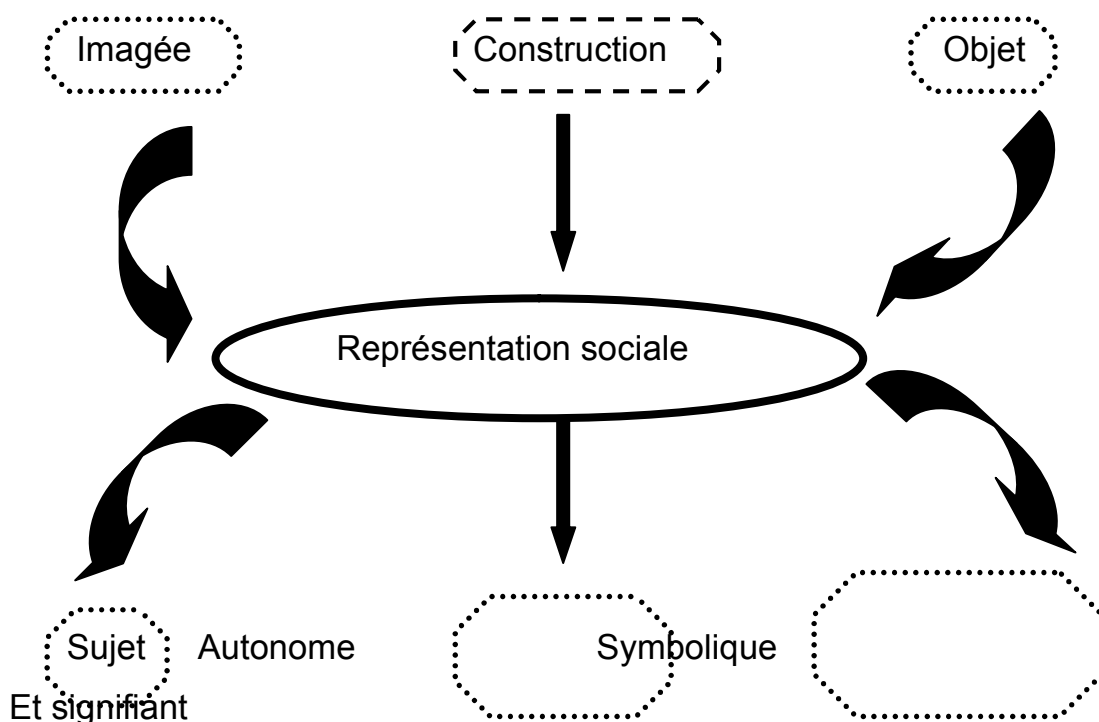 Imagée Construction Objet
Représentation sociale
Sujet Autonome Symbolique
Et signifiant